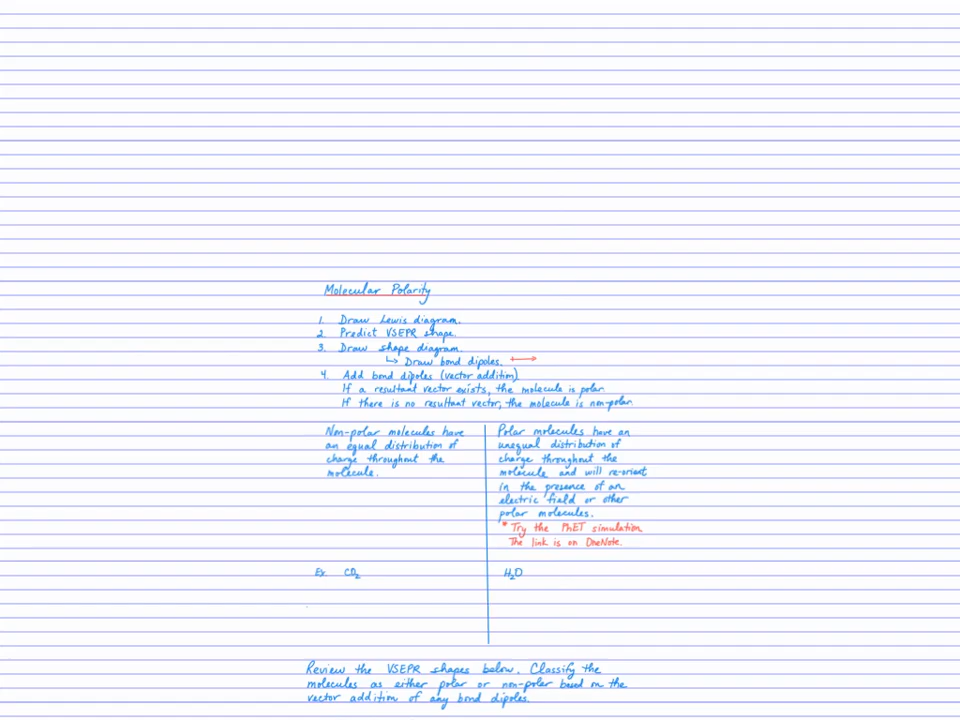 Molecular Polarity
1. Draw Lewis diagram.
2. Predict VSEPR shape.
3. Draw shape diagram.
↳ Draw bond dipoles. ↦
4. Add bond dipoles (vector addition)
If a resultant vector exists, the molecule is polar.
If there is no resultant vector, the molecule is non-polar.
Non-polar molecules have
an equal distribution of
charge throughout the
molecule.
Polar molecules have an
unequal distribution of
charge throughout the
molecule and will re-orient
in the presence of an
electric field or other
polar molecules.
* Try the PhET simulation
The link is on OneNote.
Ex. CO₂
H₂O
Review the VSEPR shapes below. Classify the
molecules as either polar or non-polar based on the
vector addition of any bond dipoles.